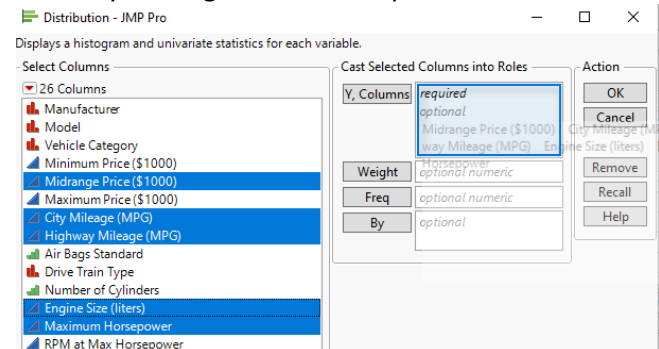 Distribution - JMP Pro
Displays a histogram and univariate statistics for each variable.
Select Columns
26 Columns
Manufacturer
Model
Vehicle Category
Minimum Price ($1000)
Midrange Price ($1000)
Maximum Price ($1000)
City Mileage (MPG)
Highway Mileage (MPG)
Air Bags Standard
Drive Train Type
Number of Cylinders
Engine Size (liters)
Maximum Horsepower
RPM at Max Horsepower
Cast Selected Columns into Roles
Y, Columns
required
optional
Midrange Price ($1000) City Mileage (MP
way Mileage (MPG) Engine Size (liters)
Horsepower
Weight
optional numeric
Freq
optional numeric
By
optional
Action
OK
Cancel
Remove
Recall
Help